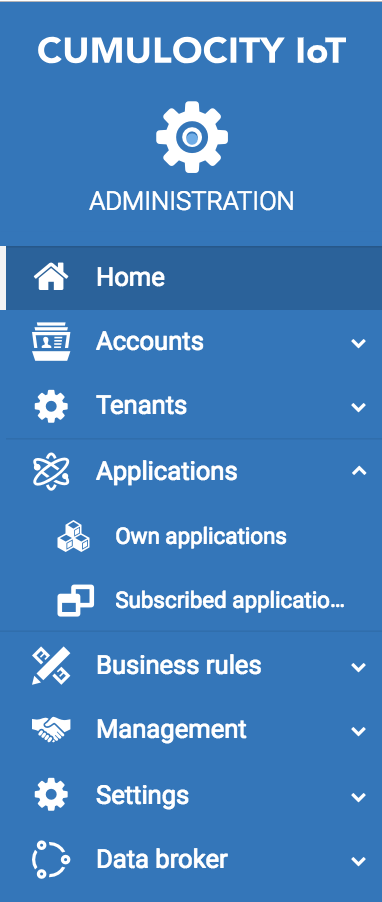 CUMULOCITY IoT
ADMINISTRATION
Home
Accounts
Tenants
Applications
Own applications
Subscribed applicatio...
Business rules
Management
Settings
Data broker